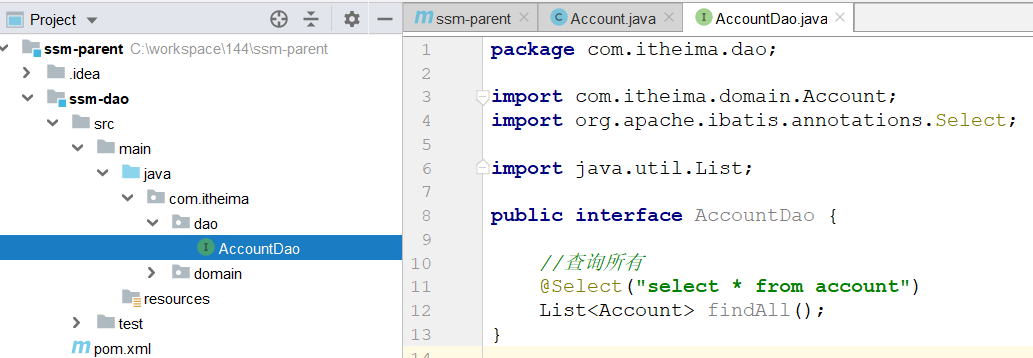 Project
ssm-parent C:\workspace\144\ssm-parent
.idea
ssm-dao
src
main
java
com.itheima
dao
AccountDao
domain
resources
test
pom.xml
ssm-parent
Account.java
AccountDao.java
1 package com.itheima.dao;
2
3 import com.itheima.domain.Account;
4 import org.apache.ibatis.annotations.Select;
5
6 import java.util.List;
7
8 public interface AccountDao {
9
10 //查询所有
11 @Select("select * from account")
12 List<Account> findAll();
13 }
14